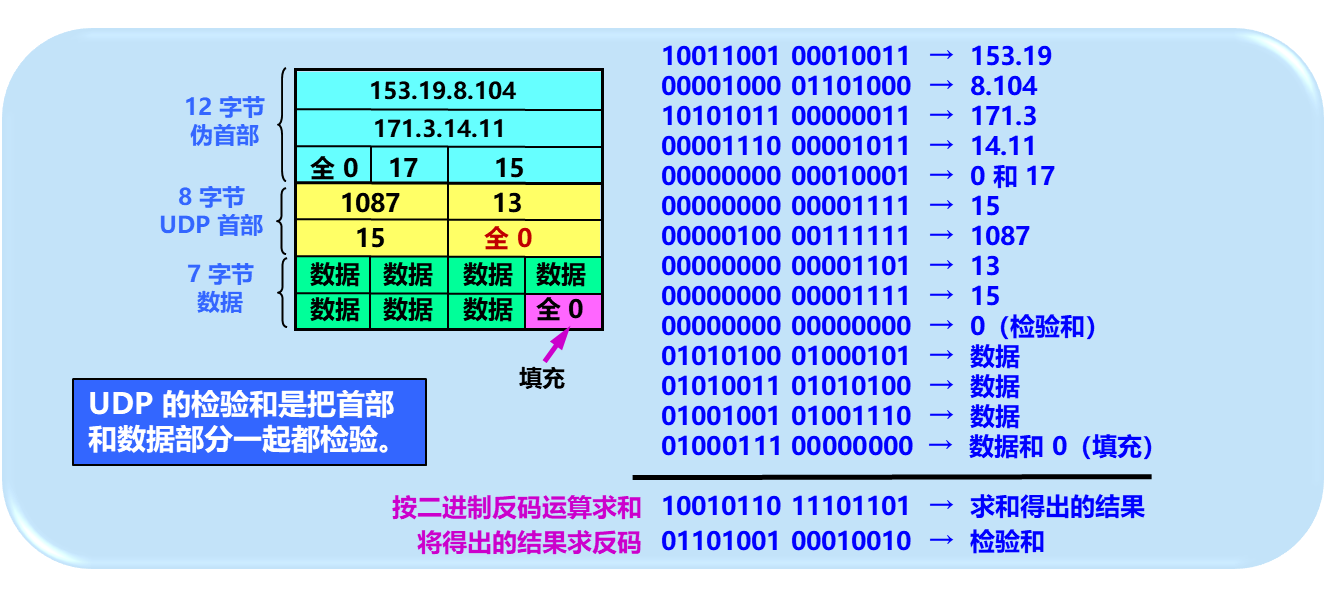 12 字节
伪首部
153.19.8.104
171.3.14.11
全 0 17 15
8 字节
UDP 首部
1087 13
15 全 0
7 字节
数据
数据 数据 数据 数据
数据 数据 数据 全 0
填充
UDP 的检验和是把首部
和数据部分一起都检验。
10011001 00010011 → 153.19
00001000 01101000 → 8.104
10101011 00000011 → 171.3
00001110 00001011 → 14.11
00000000 00010001 → 0 和 17
00000000 00001111 → 15
00000100 00111111 → 1087
00000000 00001101 → 13
00000000 00001111 → 15
00000000 00000000 → 0（检验和）
01010100 01000101 → 数据
01010011 01010100 → 数据
01001001 01001110 → 数据
01000111 00000000 → 数据和 0（填充）
按二进制反码运算求和 10010110 11101101 → 求和得出的结果
将得出的结果求反码 01101001 00010010 → 检验和